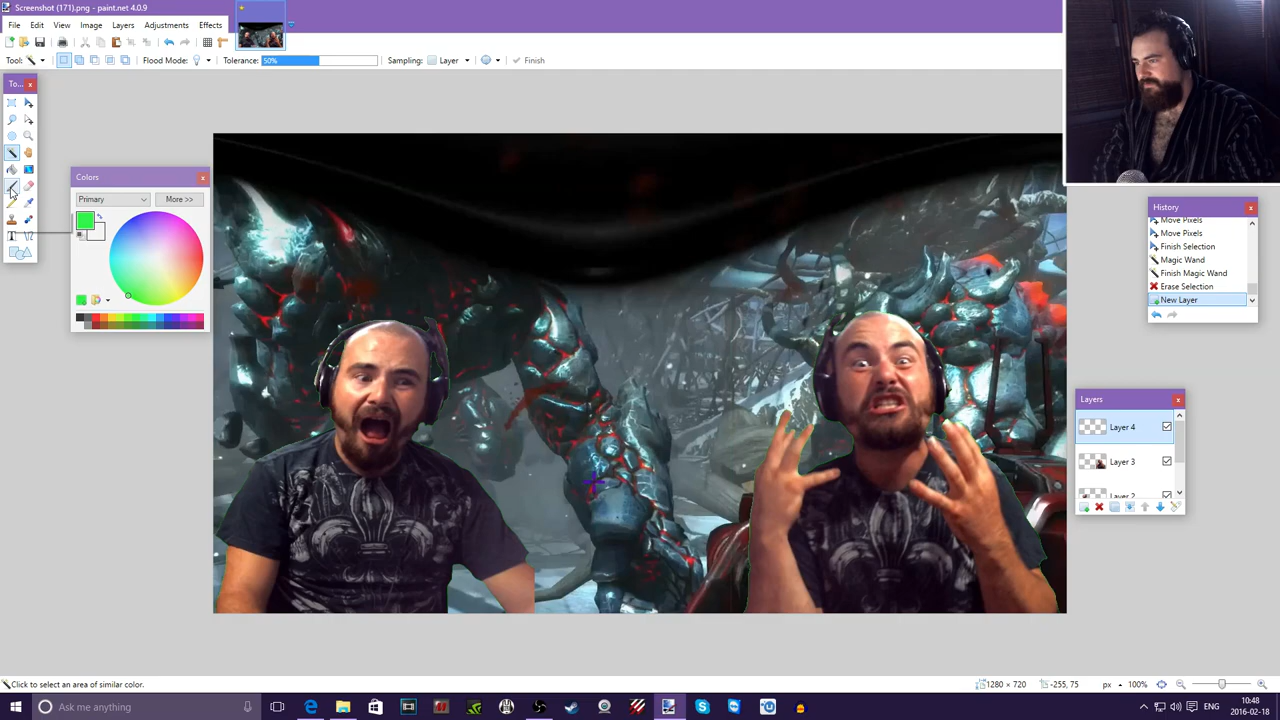 Screenshot (171).png - paint.net 4.0.9
File Edit View Image Layers Adjustments Effects
Tool: Flood Mode: Tolerance: 50% Sampling: Layer Finish
To...
Colors
Primary More >>
History
Move Pixels
Move Pixels
Finish Selection
Magic Wand
Finish Magic Wand
Erase Selection
New Layer
Layers
Layer 4
Layer 3
Layer 2
Click to select an area of similar color.
1280 × 720 -255, 75 px 100%
Ask me anything
ENG
10:48
2016-02-18